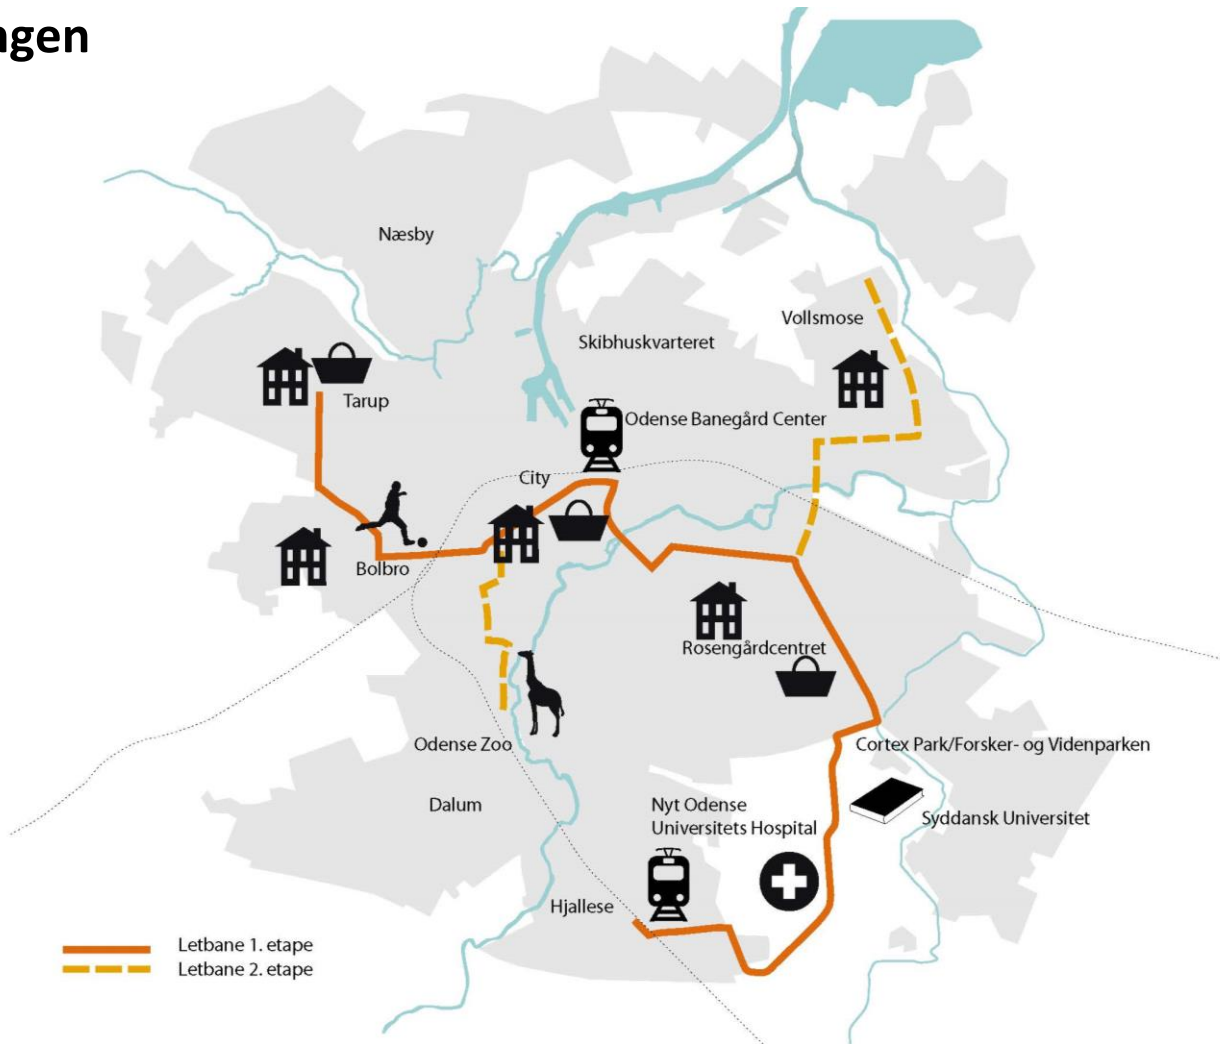 ngen
Næsby
Vollsmose
Skibhuskvarteret
Tarup
Odense Banegård Center
City
Bolbro
Rosengårdcentret
Odense Zoo
Cortex Park/Forsker- og Videnparken
Dalum
Nyt Odense
Universitets Hospital
Syddansk Universitet
Hjallese
Letbane 1. etape
Letbane 2. etape